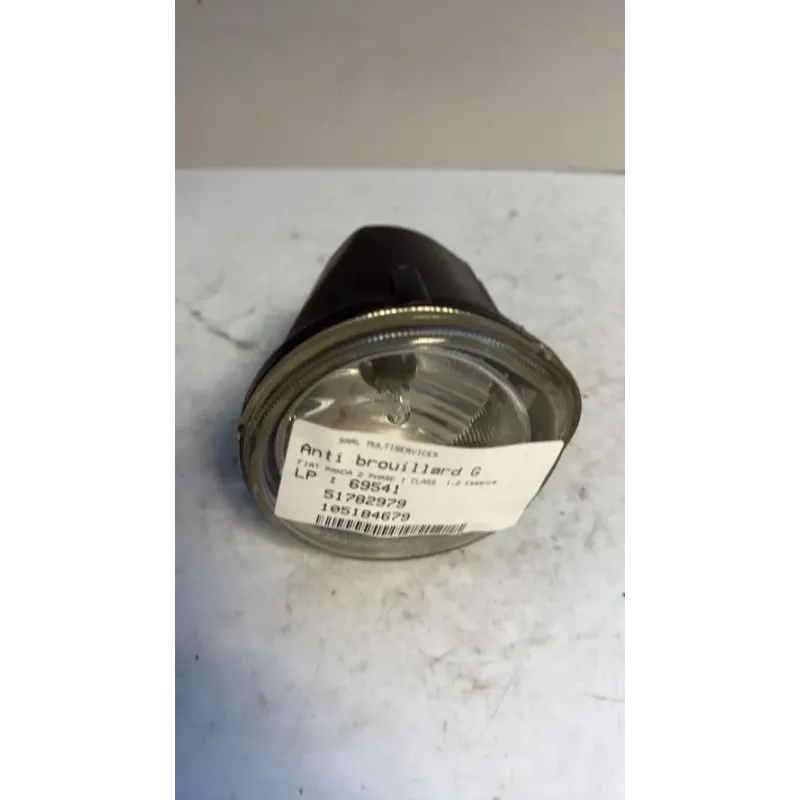 SARL MULTISERVICES
Anti brouillard G
FIAT PANDA 2 PHASE 1 CLASS 1.2 Essence
LP : 69541
51782979
105184679